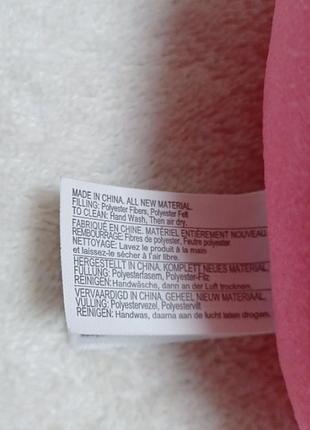 MADE IN CHINA. ALL NEW MATERIAL.
FILLING: Polyester Fibers, Polyester Felt
TO CLEAN: Hand Wash, Then air dry.
FABRIQUÉ EN CHINE. MATÉRIEL ENTIÈREMENT NOUVEAU.
REMBOURRAGE: Fibres de polyester, Feutre polyester
NETTOYAGE: Lavez le produit à la main
et laissez-le sécher à l'air libre.
HERGESTELLT IN CHINA. KOMPLETT NEUES MATERIAL.
FÜLLUNG: Polyesterfasern, Polyester-Filz
REINIGEN: Handwäsche, dann an der Luft trocknen.
VERVAARDIGD IN CHINA, GEHEEL NIEUW MATERIAAL.
VULLING: Polyestervezel, Polyestervilt
REINIGEN: Handwas, daarna aan de lucht laten drogen.